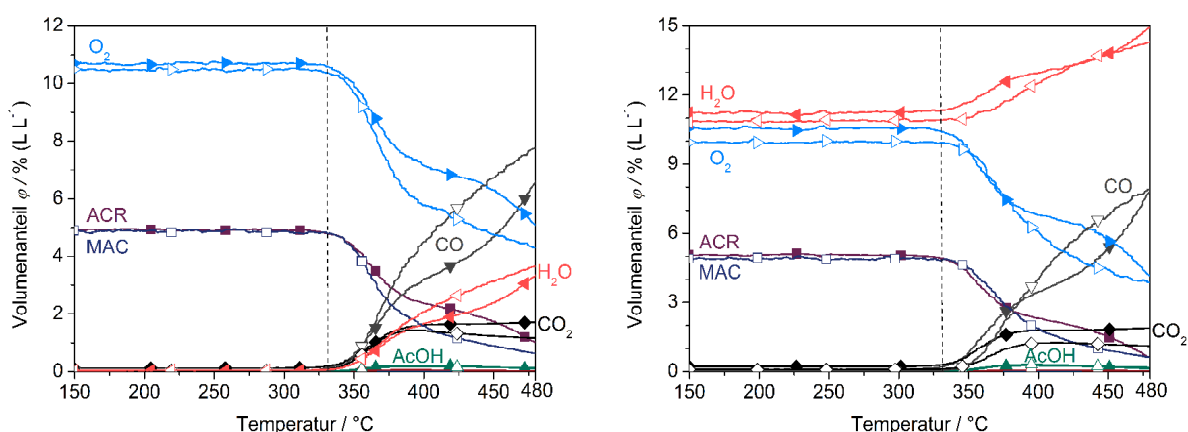 12
10
8
6
4
2
0
Volumenanteil φ / % (L L⁻)
O₂
ACR
MAC
CO
H₂O
CO₂
AcOH
150 200 250 300 350 400 450 480
Temperatur / °C
15
12
9
6
3
0
Volumenanteil φ / % (L L⁻)
H₂O
O₂
CO
ACR
MAC
CO₂
AcOH
150 200 250 300 350 400 450 480
Temperatur / °C